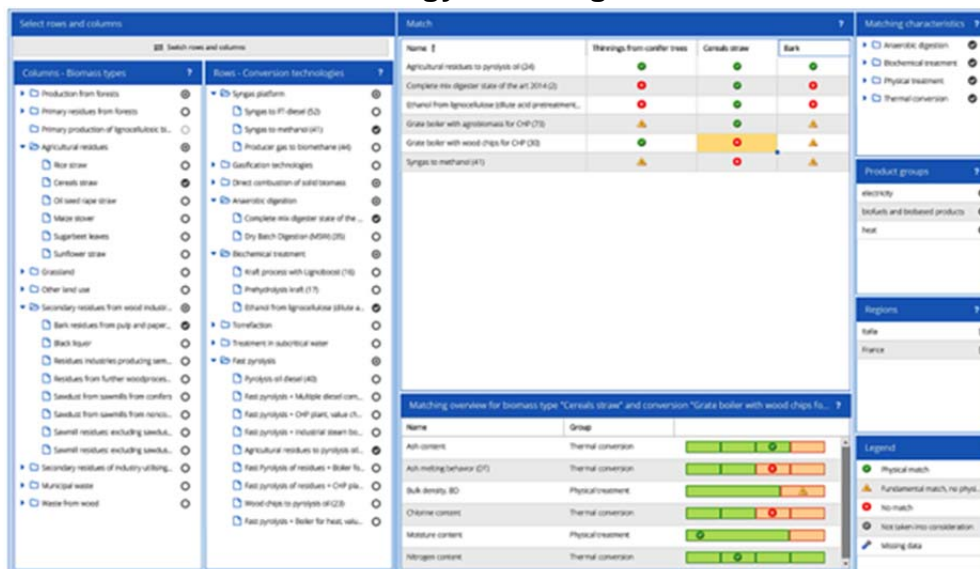 Select rows and columns
Switch rows and columns
Columns - Biomass types ?
Production from forests
Primary residues from forests
Primary production of lignocellulosic bi...
Agricultural residues
Rice straw
Cereals straw
Oil seed rape straw
Maize stover
Sugarbeet leaves
Sunflower straw
Grassland
Other land use
Secondary residues from wood industr...
Bark residues from pulp and paper...
Black liquor
Residues industries producing sem...
Residues from further woodproces...
Sawdust from sawmills from conifers
Sawdust from sawmills from nonco...
Sawmill residues: excluding sawdus...
Sawmill residues: excluding sawdus...
Secondary residues of industry utilising...
Municipal waste
Waste from wood
Rows - Conversion technologies ?
Syngas platform
Syngas to FT-diesel (52)
Syngas to methanol (41)
Producer gas to biomethane (44)
Gasification technologies
Direct combustion of solid biomass
Anaerobic digestion
Complete mix digester state of the ...
Dry Batch Digestion (MSW) (35)
Biochemical treatment
Kraft process with Lignoboost (16)
Prehydrolysis kraft (17)
Ethanol from lignocellulose (dilute a...
Torrefaction
Treatment in subcritical water
Fast pyrolysis
Pyrolysis oil diesel (40)
Fast pyrolysis + Multiple diesel com...
Fast pyrolysis + CHP plant, value ch...
Fast pyrolysis + Industrial steam bo...
Agricultural residues to pyrolysis oil...
Fast Pyrolysis of residues + Boiler fo...
Fast pyrolysis of residues + CHP pla...
Wood chips to pyrolysis oil (23)
Fast pyrolysis + Boiler for heat, valu...
Match ?
Name Thinnings from conifer trees Cereals straw Bark
Agricultural residues to pyrolysis oil (24)
Complete mix digester state of the art 2014 (2)
Ethanol from lignocellulose (dilute acid pretreatment,...
Grate boiler with agrobiomass for CHP (73)
Grate boiler with wood chips for CHP (30)
Syngas to methanol (41)
Matching overview for biomass type "Cereals straw" and conversion "Grate boiler with wood chips fo... ?
Name Group
Ash content Thermal conversion
Ash melting behavior (DT) Thermal conversion
Bulk density, BD Physical treatment
Chlorine content Thermal conversion
Moisture content Physical treatment
Nitrogen content Thermal conversion
Matching characteristics ?
Anaerobic digestion
Biochemical treatment
Physical treatment
Thermal conversion
Product groups ?
electricity
biofuels and biobased products
heat
Regions ?
Italia
France
Legend
Physical match
Fundamental match, no physi...
No match
Not taken into consideration
Missing data